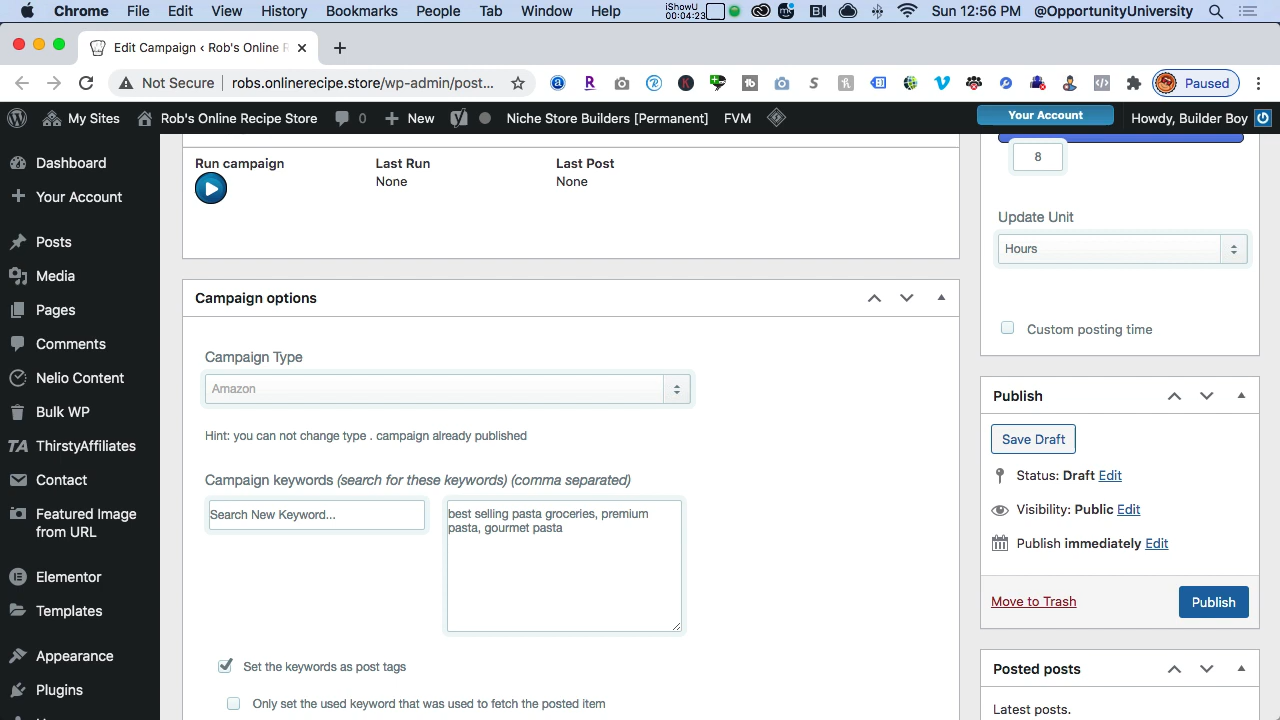 Chrome File Edit View History Bookmarks People Tab Window Help iShowU 00:04:23 Sun 12:56 PM @OpportunityUniversity
Edit Campaign ‹ Rob's Online R
Not Secure robs.onlinerecipe.store/wp-admin/post... Paused
My Sites Rob's Online Recipe Store 0 New Niche Store Builders [Permanent] FVM Your Account Howdy, Builder Boy
Dashboard
Your Account
Posts
Media
Pages
Comments
Nelio Content
Bulk WP
TA ThirstyAffiliates
Contact
Featured Image
from URL
Elementor
Templates
Appearance
Plugins
Run campaign Last Run Last Post
None None
Campaign options
Campaign Type
Amazon
Hint: you can not change type . campaign already published
Campaign keywords (search for these keywords) (comma separated)
Search New Keyword...
best selling pasta groceries, premium
pasta, gourmet pasta
Set the keywords as post tags
Only set the used keyword that was used to fetch the posted item
8
Update Unit
Hours
Custom posting time
Publish
Save Draft
Status: Draft Edit
Visibility: Public Edit
Publish immediately Edit
Move to Trash Publish
Posted posts
Latest posts.